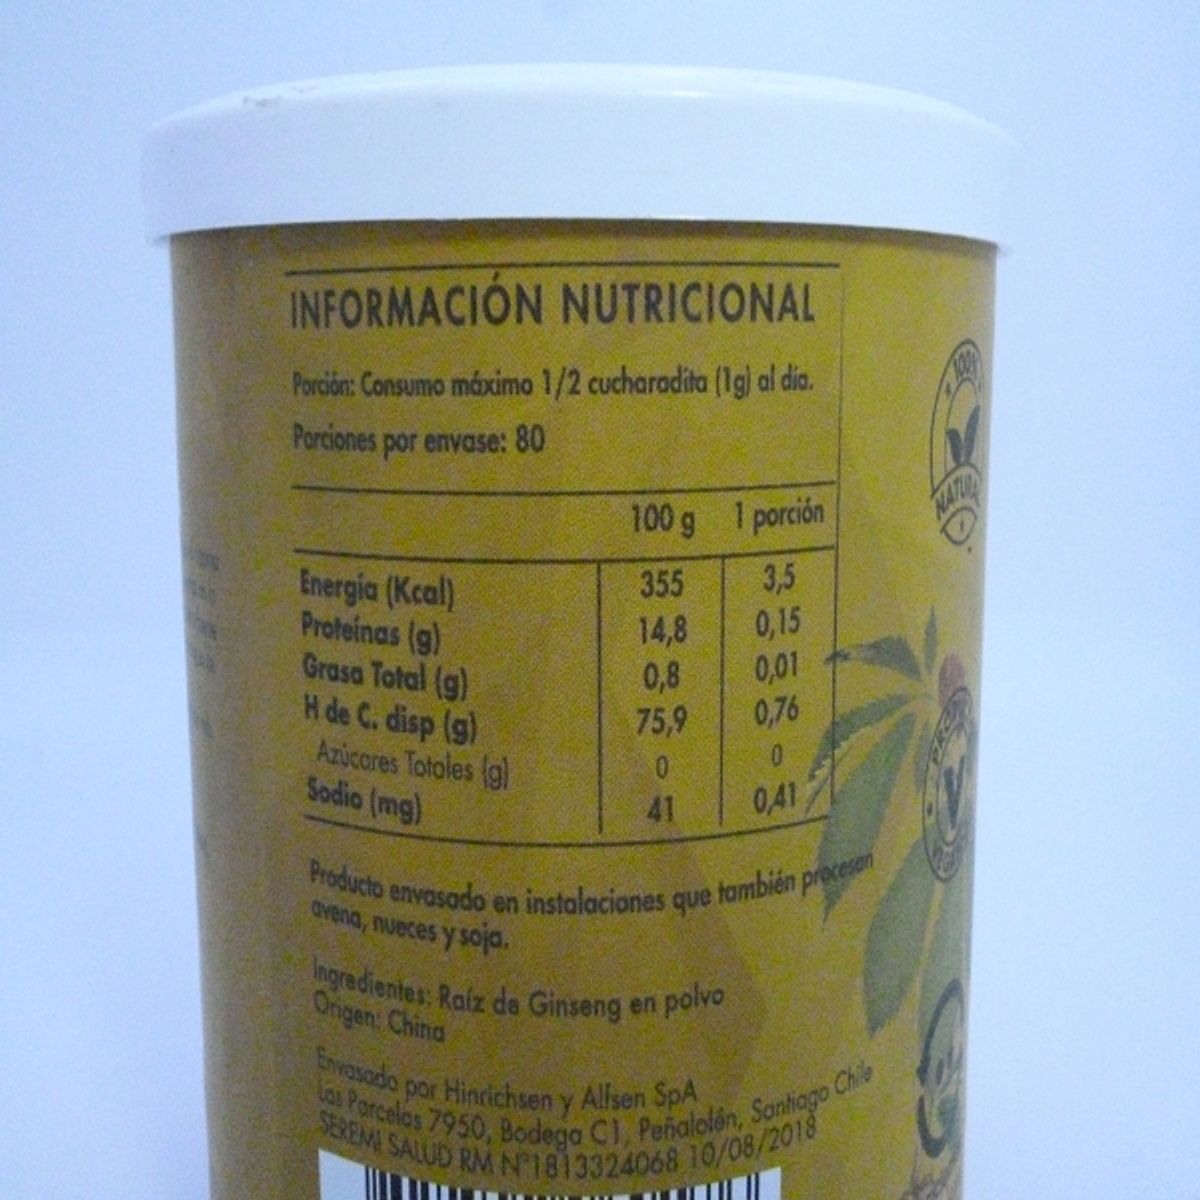 INFORMACIÓN NUTRICIONAL
Porción: Consumo máximo 1/2 cucharadita (1g) al día.
Porciones por envase: 80
100 g 1 porción
Energía (Kcal) 355 3,5
Proteínas (g) 14,8 0,15
Grasa Total (g) 0,8 0,01
H de C. disp (g) 75,9 0,76
Azúcares Totales (g) 0 0
Sodio (mg) 41 0,41
Producto envasado en instalaciones que también procesan
avena, nueces y soja.
Ingredientes: Raíz de Ginseng en polvo
Origen: China
Envasado por Hinrichsen y Alfsen SpA
Las Parcelas 7950, Bodega C1, Peñalolén, Santiago Chile
SEREMI SALUD RM N°1813324068 10/08/2018
100%
NATURAL
V